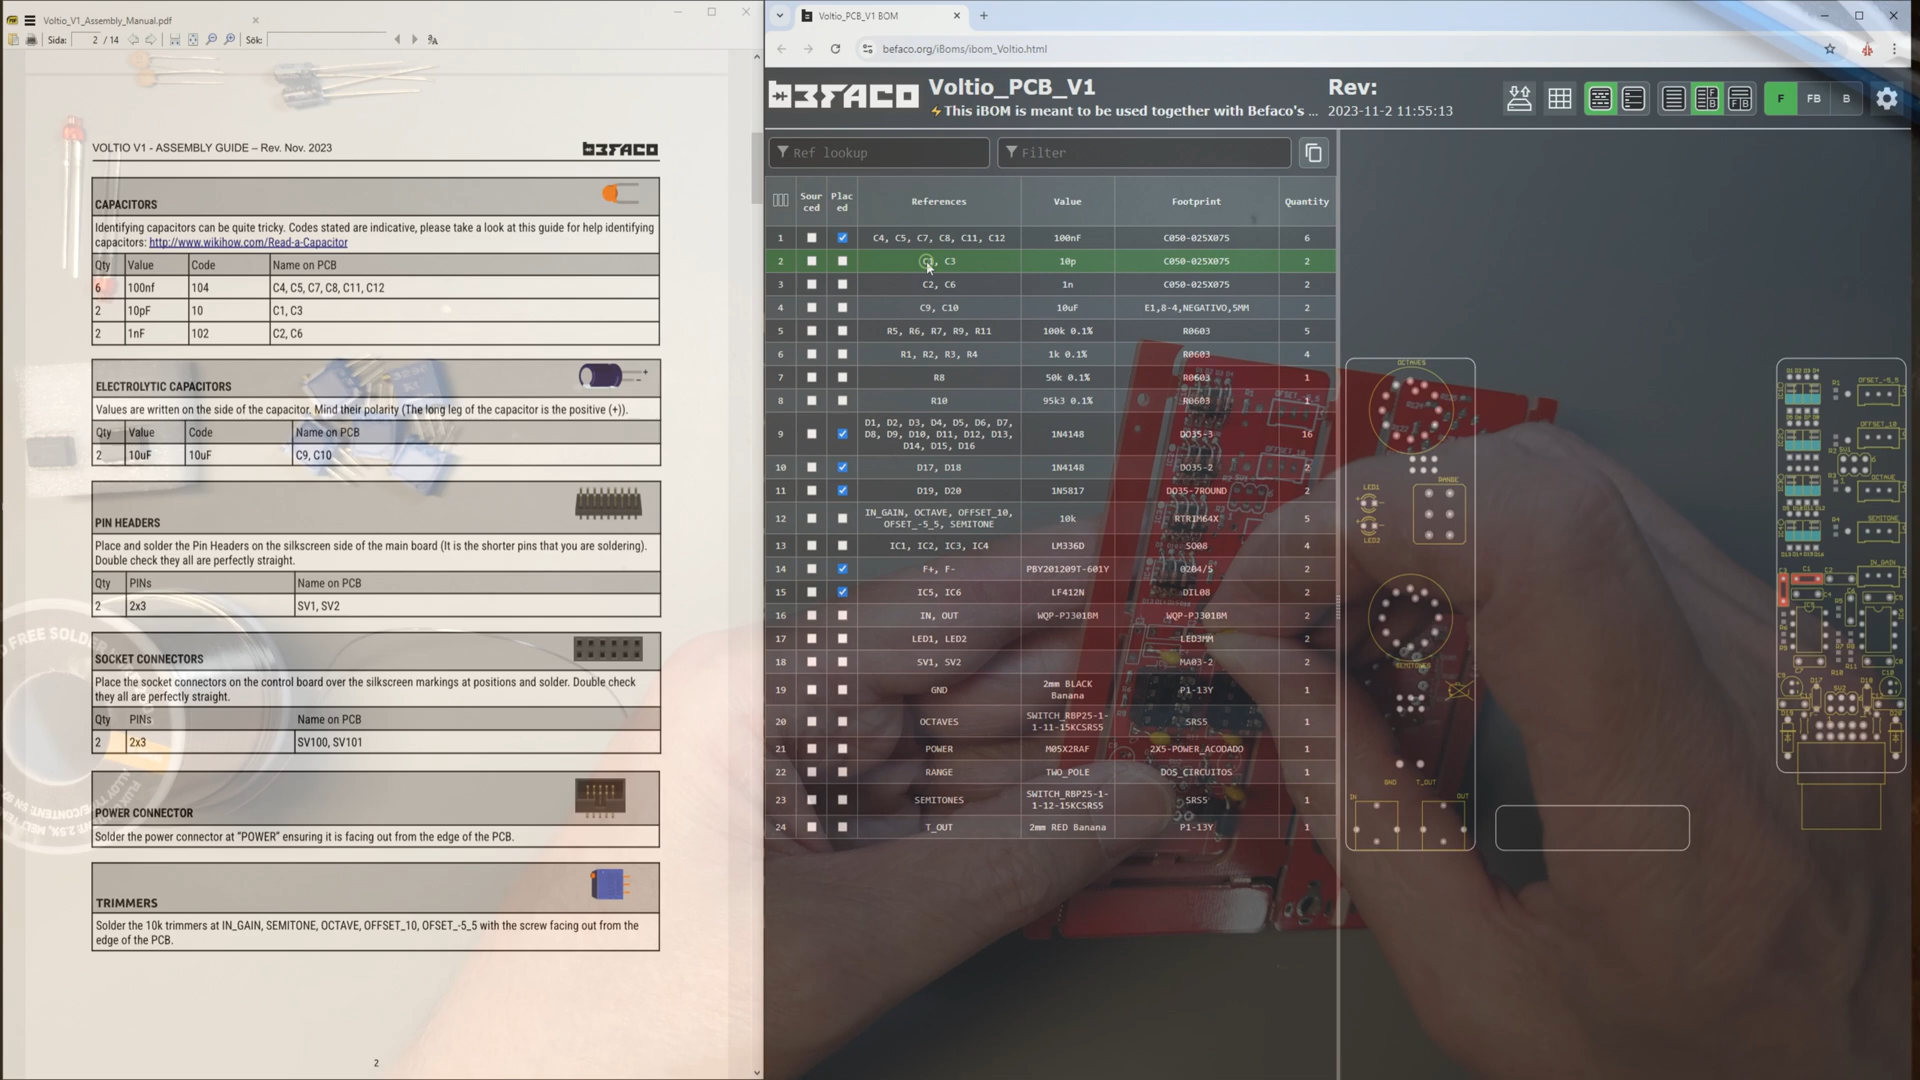 Voltio_V1_Assembly_Manual.pdf
Sida: 2 / 14 Sök:
VOLTIO V1 - ASSEMBLY GUIDE – Rev. Nov. 2023
BEFACO
CAPACITORS
Identifying capacitors can be quite tricky. Codes stated are indicative, please take a look at this guide for help identifying
capacitors: http://www.wikihow.com/Read-a-Capacitor
Qty Value Code Name on PCB
6 100nf 104 C4, C5, C7, C8, C11, C12
2 10pF 10 C1, C3
2 1nF 102 C2, C6
ELECTROLYTIC CAPACITORS
Values are written on the side of the capacitor. Mind their polarity (The long leg of the capacitor is the positive (+)).
Qty Value Code Name on PCB
2 10uF 10uF C9, C10
PIN HEADERS
Place and solder the Pin Headers on the silkscreen side of the main board (It is the shorter pins that you are soldering).
Double check they all are perfectly straight.
Qty PINs Name on PCB
2 2x3 SV1, SV2
SOCKET CONNECTORS
Place the socket connectors on the control board over the silkscreen markings at positions and solder. Double check
they all are perfectly straight.
Qty PINs Name on PCB
2 2x3 SV100, SV101
POWER CONNECTOR
Solder the power connector at "POWER" ensuring it is facing out from the edge of the PCB.
TRIMMERS
Solder the 10k trimmers at IN_GAIN, SEMITONE, OCTAVE, OFFSET_10, OFSET_-5_5 with the screw facing out from the
edge of the PCB.
2
Voltio_PCB_V1 BOM
befaco.org/iBoms/ibom_Voltio.html
BEFACO
Voltio_PCB_V1
Rev:
⚡This iBOM is meant to be used together with Befaco's ...
2023-11-2 11:55:13
F FB B
Ref lookup
Filter
Sourced Placed References Value Footprint Quantity
1 C4, C5, C7, C8, C11, C12 100nF C050-025X075 6
2 C1, C3 10p C050-025X075 2
3 C2, C6 1n C050-025X075 2
4 C9, C10 10uF E1,8-4,NEGATIVO,5MM 2
5 R5, R6, R7, R9, R11 100k 0.1% R0603 5
6 R1, R2, R3, R4 1k 0.1% R0603 4
7 R8 50k 0.1% R0603 1
8 R10 95k3 0.1% R0603 1
9 D1, D2, D3, D4, D5, D6, D7, D8, D9, D10, D11, D12, D13, D14, D15, D16 1N4148 DO35-3 16
10 D17, D18 1N4148 DO35-2 2
11 D19, D20 1N5817 DO35-7ROUND 2
12 IN_GAIN, OCTAVE, OFFSET_10, OFSET_-5_5, SEMITONE 10k RTRIM64X 5
13 IC1, IC2, IC3, IC4 LM336D SO08 4
14 F+, F- PBY201209T-601Y 0204/5 2
15 IC5, IC6 LF412N DIL08 2
16 IN, OUT WQP-PJ301BM WQP-PJ301BM 2
17 LED1, LED2 LED3MM 2
18 SV1, SV2 MA03-2 2
19 GND 2mm BLACK Banana P1-13Y 1
20 OCTAVES SWITCH_RBP25-1-1-11-15KCSRS5 SRS5 1
21 POWER M05X2RAF 2X5-POWER_ACODADO 1
22 RANGE TWO_POLE DOS_CIRCUITOS 1
23 SEMITONES SWITCH_RBP25-1-1-12-15KCSRS5 SRS5 1
24 T_OUT 2mm RED Banana P1-13Y 1
OCTAVES
LED1
LED2
RANGE
SEMITONES
GND T_OUT
IN OUT
D1 D2 D3 D4
OFSET_-5_5
OFFSET_10
OCTAVE
SEMITONE
IN_GAIN